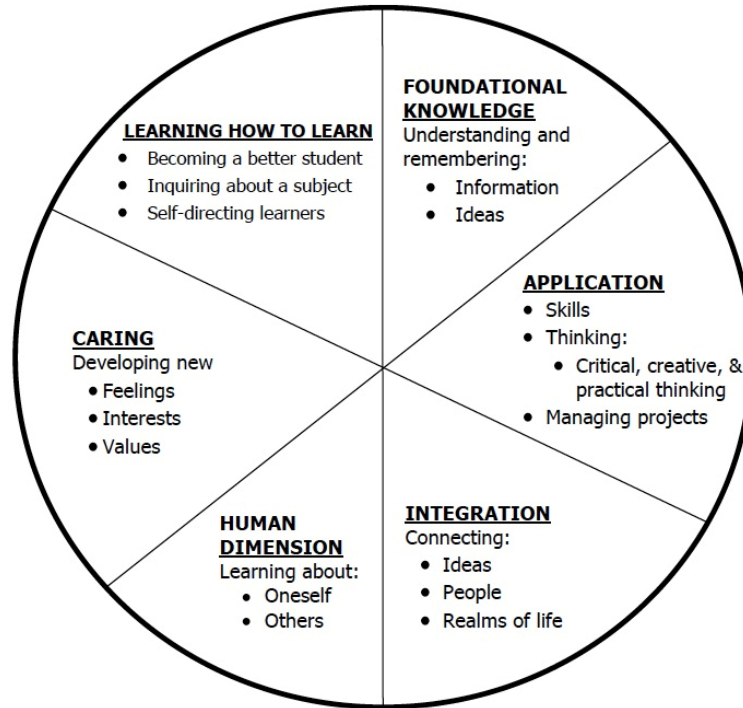 FOUNDATIONAL
KNOWLEDGE
Understanding and
remembering:
• Information
• Ideas
APPLICATION
• Skills
• Thinking:
• Critical, creative, &
practical thinking
• Managing projects
INTEGRATION
Connecting:
• Ideas
• People
• Realms of life
HUMAN
DIMENSION
Learning about:
• Oneself
• Others
CARING
Developing new
• Feelings
• Interests
• Values
LEARNING HOW TO LEARN
• Becoming a better student
• Inquiring about a subject
• Self-directing learners